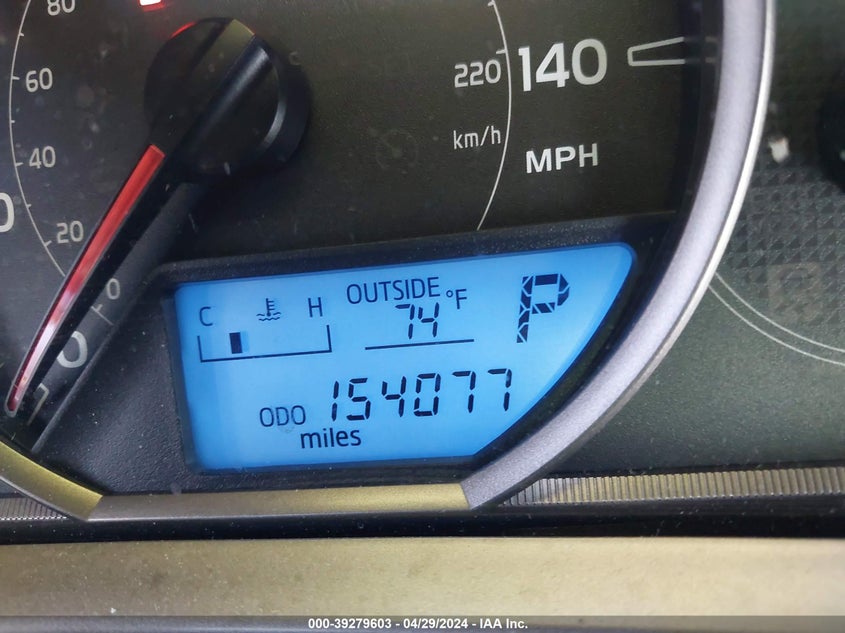 80
60
40
20
0
0
220
140
km/h
MPH
C
H
OUTSIDE
74 °F
P
ODO 154077
miles
000-39279603 - 04/29/2024 - IAA Inc.